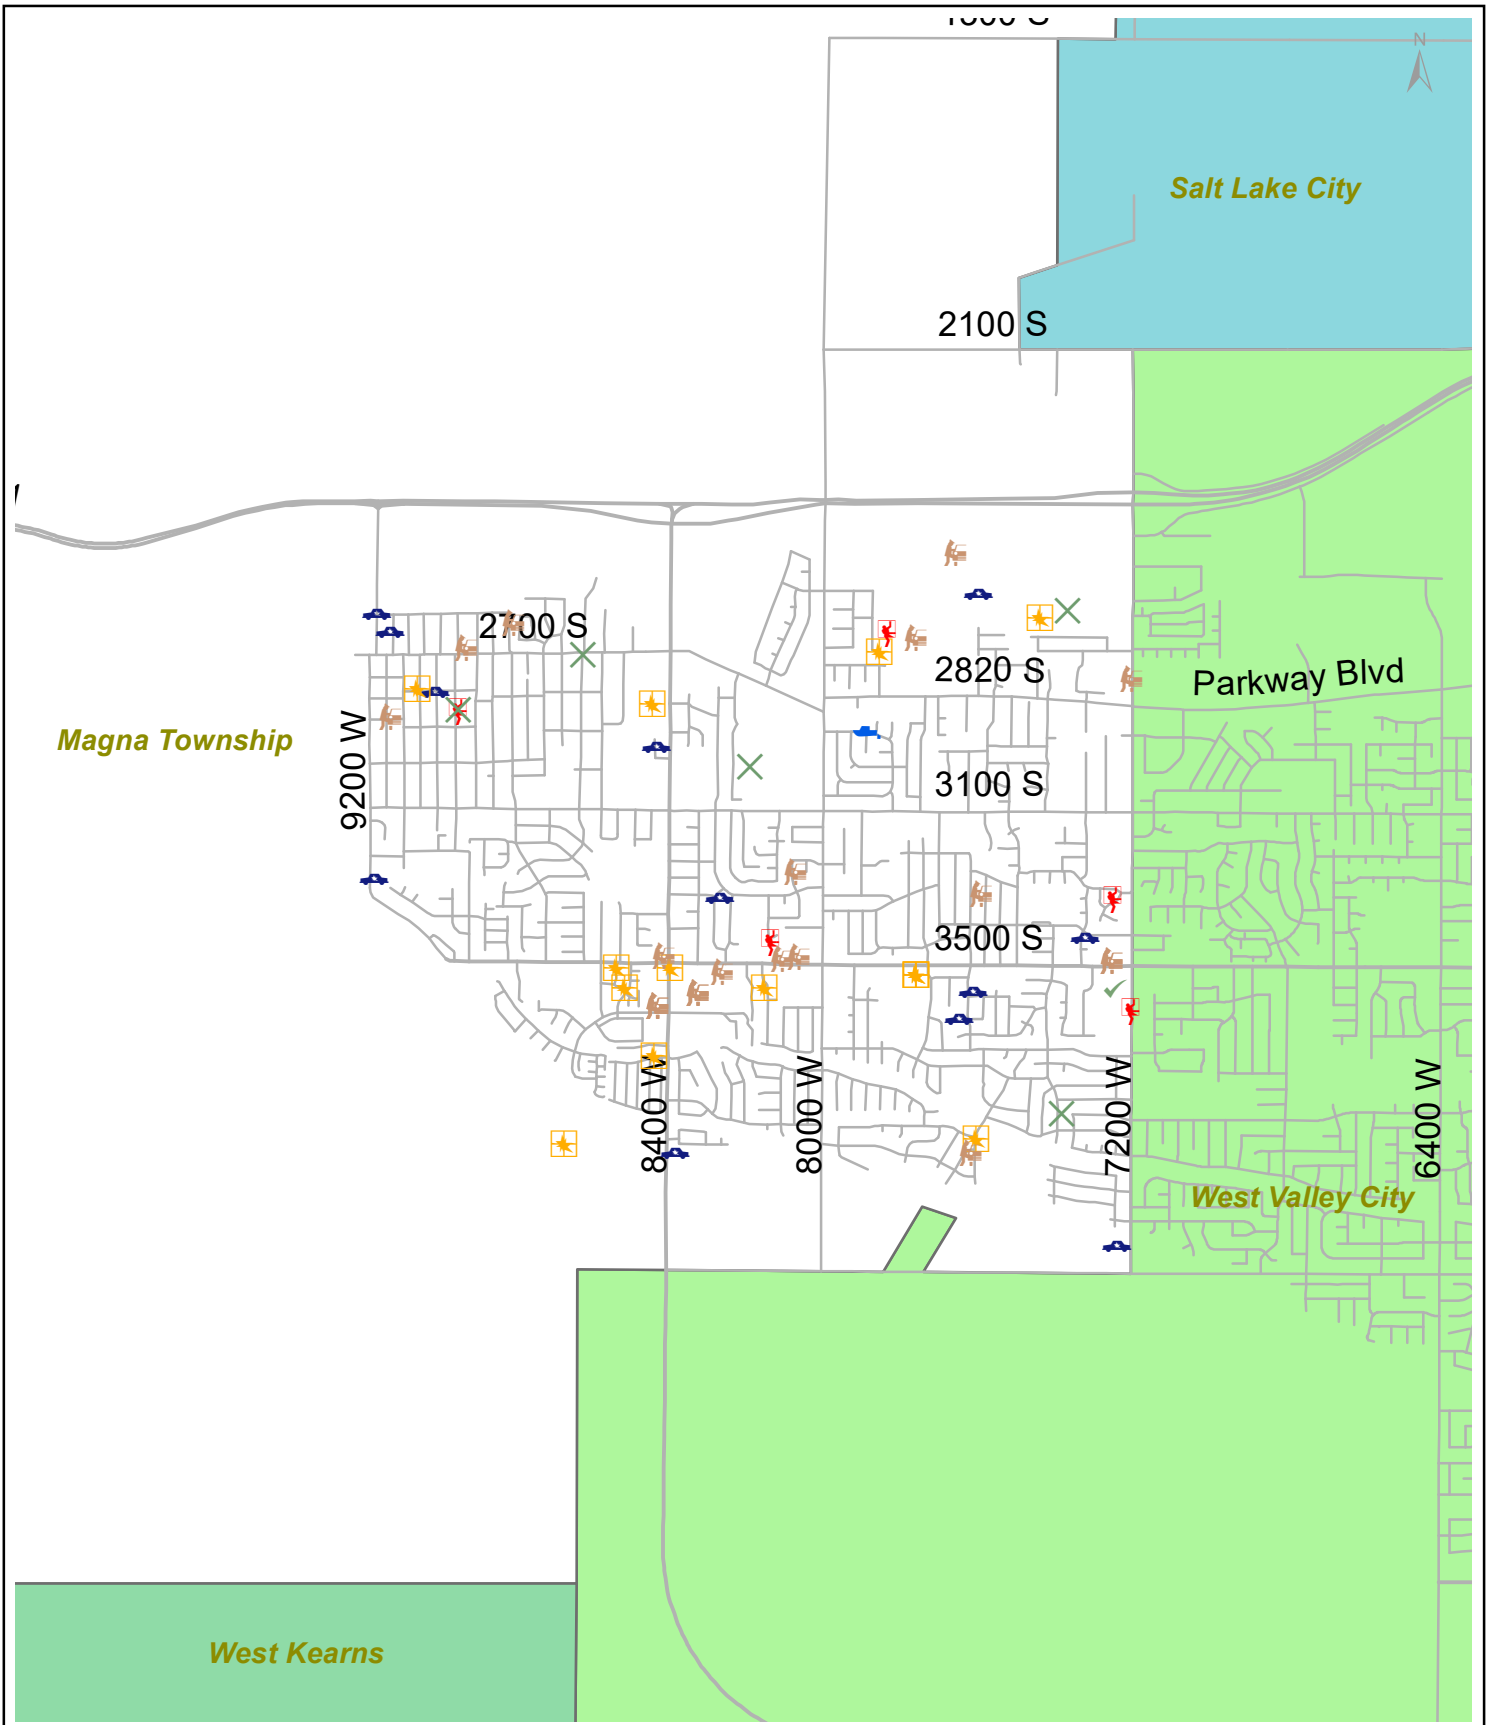 N
Salt Lake City
2100 S
2700 S
2820 S
Parkway Blvd
Magna Township
9200 W
3100 S
3500 S
8400 W
8000 W
7200 W
6400 W
West Valley City
West Kearns